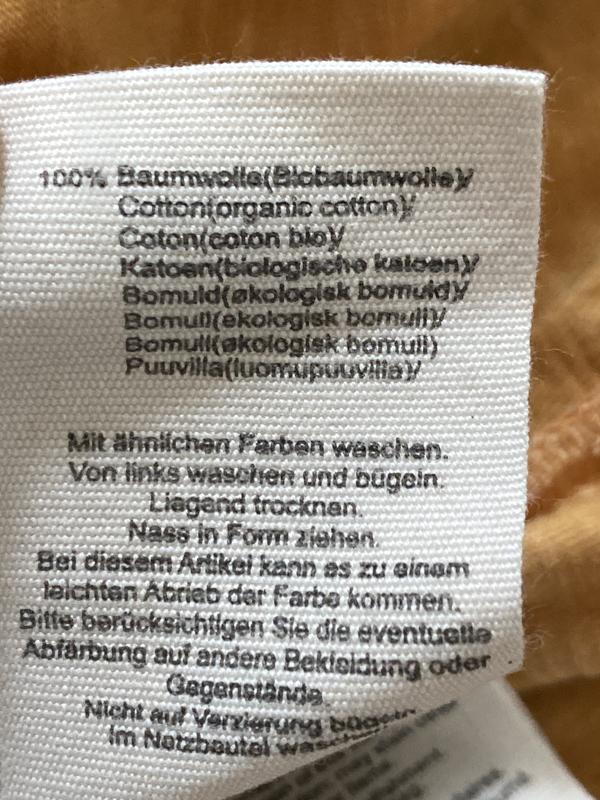 100% Baumwolle(Biobaumwolle)/
Cotton(organic cotton)/
Coton(coton bio)/
Katoen(biologische katoen)/
Bomuld(økologisk bomuld)/
Bomull(ekologisk bomull)/
Bomull(økologisk bomull)
Puuvilla(luomupuuvilla)/
Mit ähnlichen Farben waschen.
Von links waschen und bügeln.
Liegend trocknen.
Nass in Form ziehen.
Bei diesem Artikel kann es zu einem
leichten Abrieb der Farbe kommen.
Bitte berücksichtigen Sie die eventuelle
Abfärbung auf andere Bekleidung oder
Gegenstände.
Nicht auf Verzierung bügeln.
Im Netzbeutel waschen